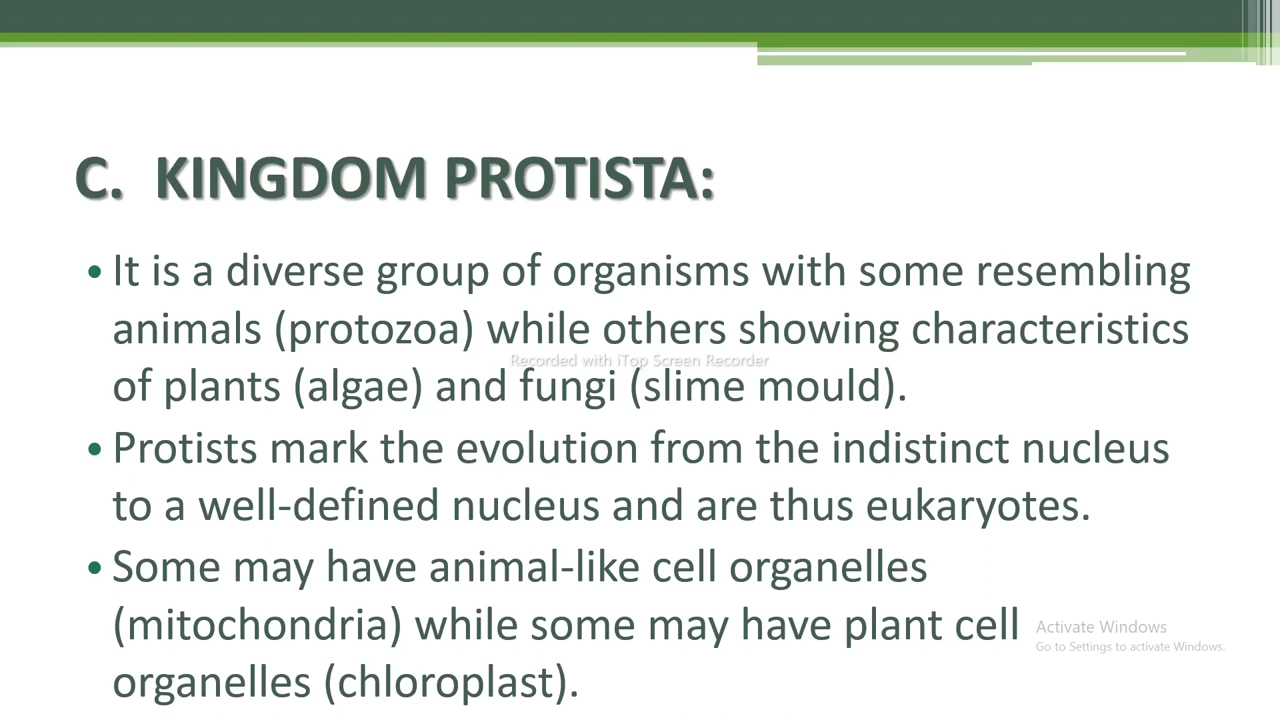 C. KINGDOM PROTISTA:
• It is a diverse group of organisms with some resembling
animals (protozoa) while others showing characteristics
Recorded with iTop Screen Recorder
of plants (algae) and fungi (slime mould).
• Protists mark the evolution from the indistinct nucleus
to a well-defined nucleus and are thus eukaryotes.
• Some may have animal-like cell organelles
(mitochondria) while some may have plant cell
organelles (chloroplast).
Activate Windows
Go to Settings to activate Windows.